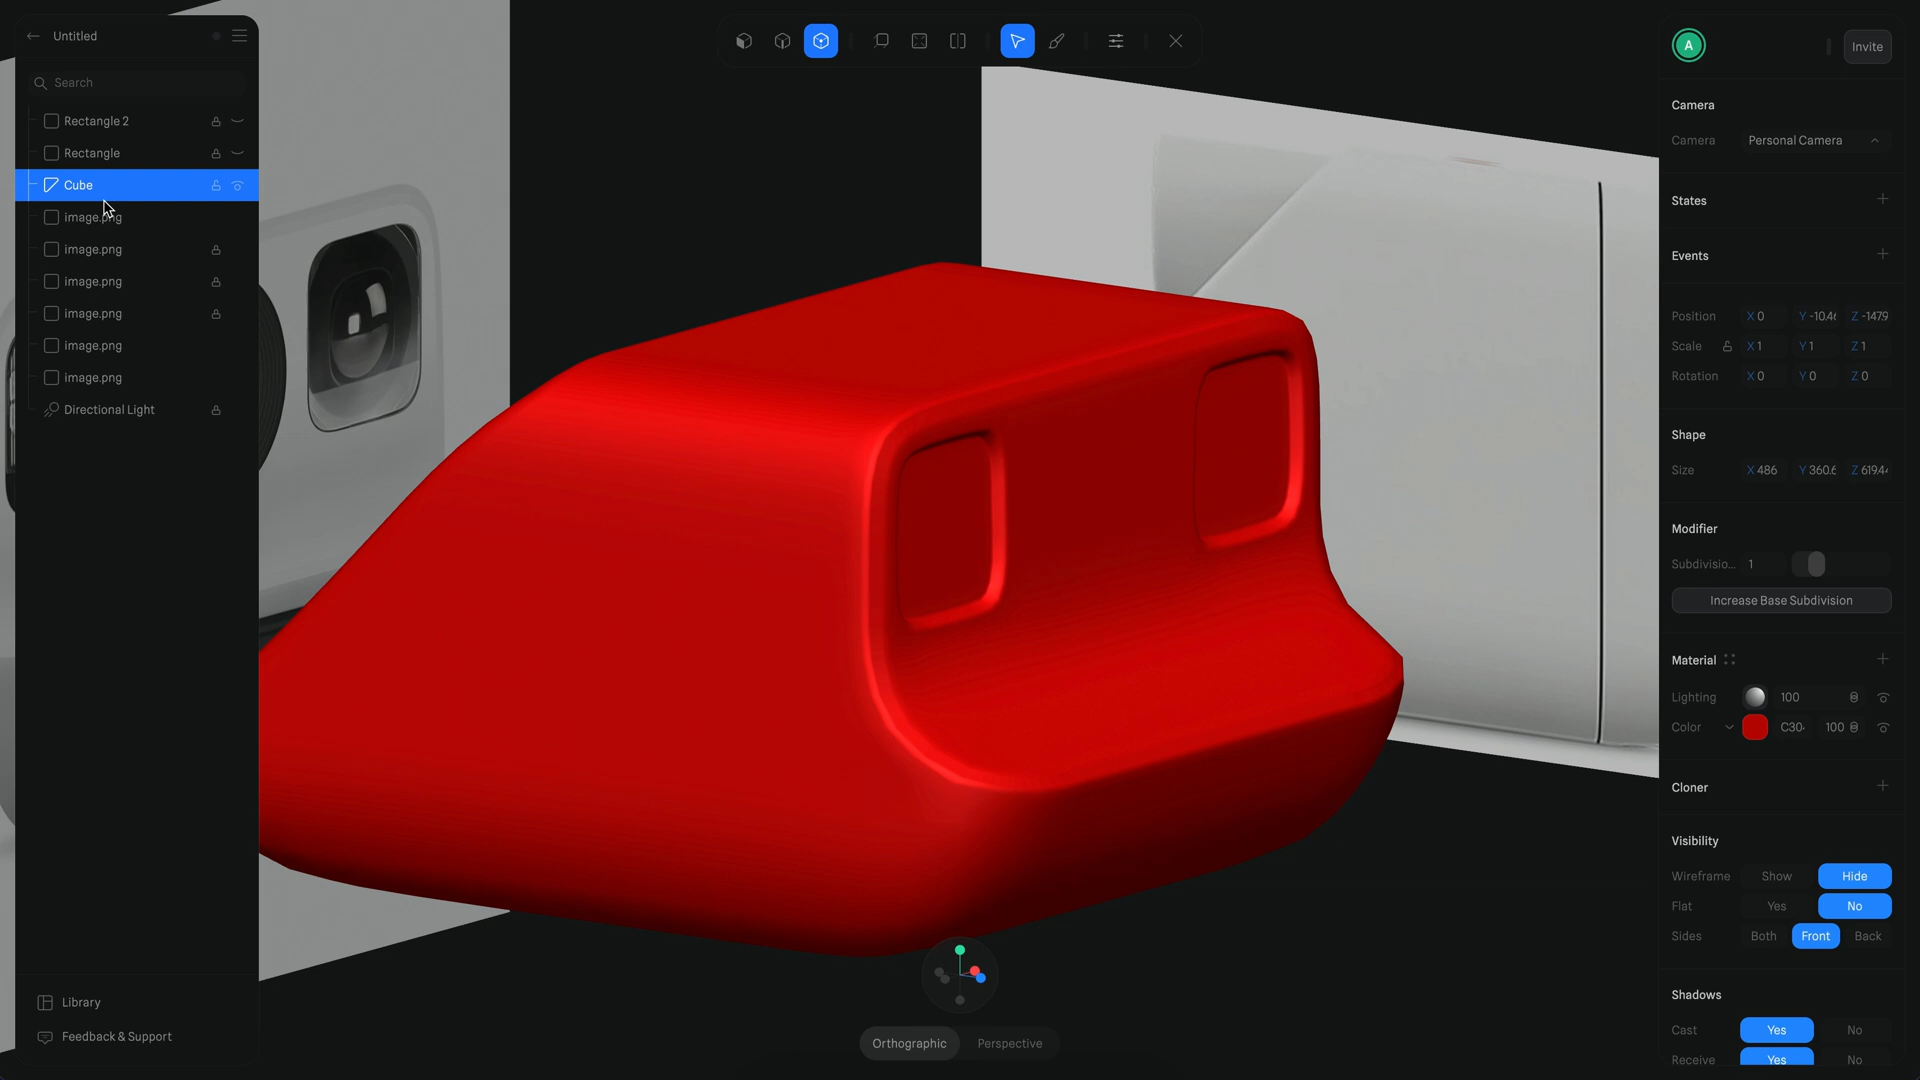 Untitled
Search
Rectangle 2
Rectangle
Cube
image.png
image.png
image.png
image.png
image.png
image.png
Directional Light
Library
Feedback & Support
Orthographic
Perspective
A
Invite
Camera
Camera
Personal Camera
States
Events
Position X 0 Y -10.46 Z -147.9
Scale X 1 Y 1 Z 1
Rotation X 0 Y 0 Z 0
Shape
Size X 486 Y 360.6 Z 619.44
Modifier
Subdivisio... 1
Increase Base Subdivision
Material
Lighting 100
Color C30 100
Cloner
Visibility
Wireframe Show Hide
Flat Yes No
Sides Both Front Back
Shadows
Cast Yes No
Receive Yes No